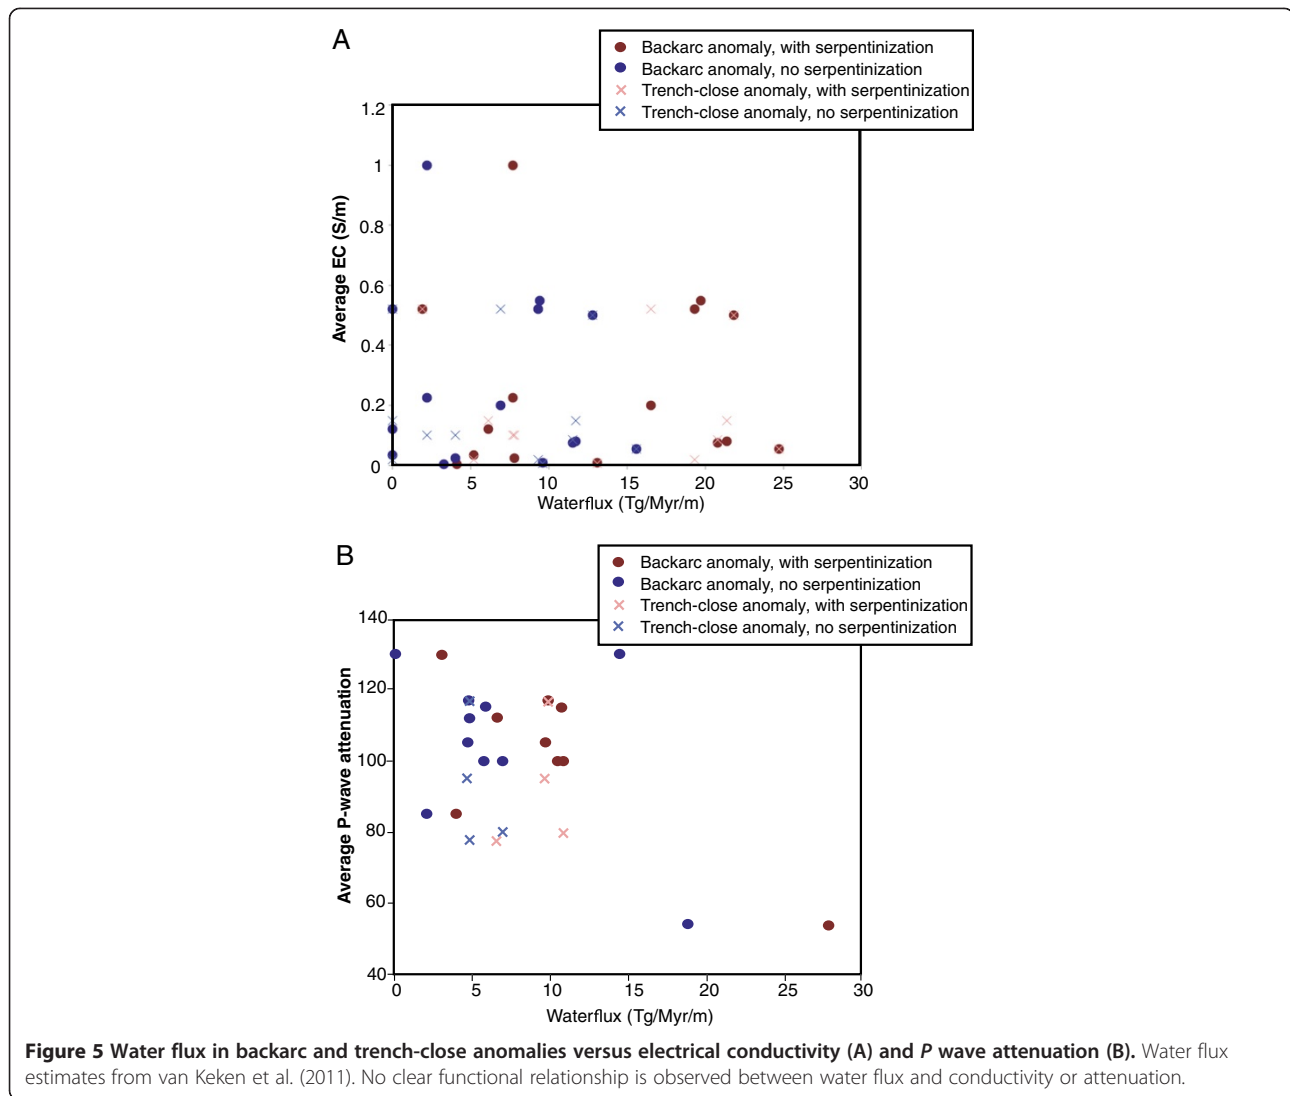 A
Backarc anomaly, with serpentinization
Backarc anomaly, no serpentinization
Trench-close anomaly, with serpentinization
Trench-close anomaly, no serpentinization
1.2
1
0.8
0.6
0.4
0.2
0
Average EC (S/m)
0 5 10 15 20 25 30
Waterflux (Tg/Myr/m)
B
Backarc anomaly, with serpentinization
Backarc anomaly, no serpentinization
Trench-close anomaly, with serpentinization
Trench-close anomaly, no serpentinization
140
120
100
80
60
40
Average P-wave attenuation
0 5 10 15 20 25 30
Waterflux (Tg/Myr/m)
Figure 5 Water flux in backarc and trench-close anomalies versus electrical conductivity (A) and P wave attenuation (B). Water flux
estimates from van Keken et al. (2011). No clear functional relationship is observed between water flux and conductivity or attenuation.